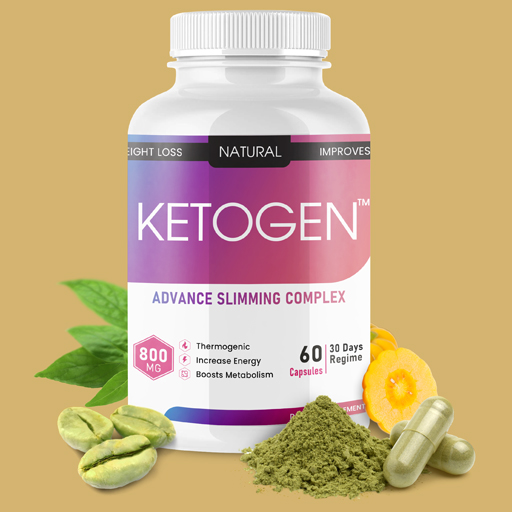 EIGHT LOSS NATURAL IMPROVES
KETOGEN™
ADVANCE SLIMMING COMPLEX
800
MG
Thermogenic
Increase Energy
Boosts Metabolism
60
Capsules
30 Days
Regime